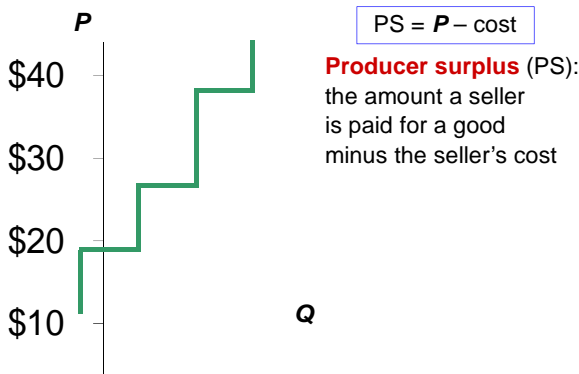 P
PS = P – cost
$40
Producer surplus (PS):
the amount a seller
is paid for a good
minus the seller's cost
$30
$20
$10
Q